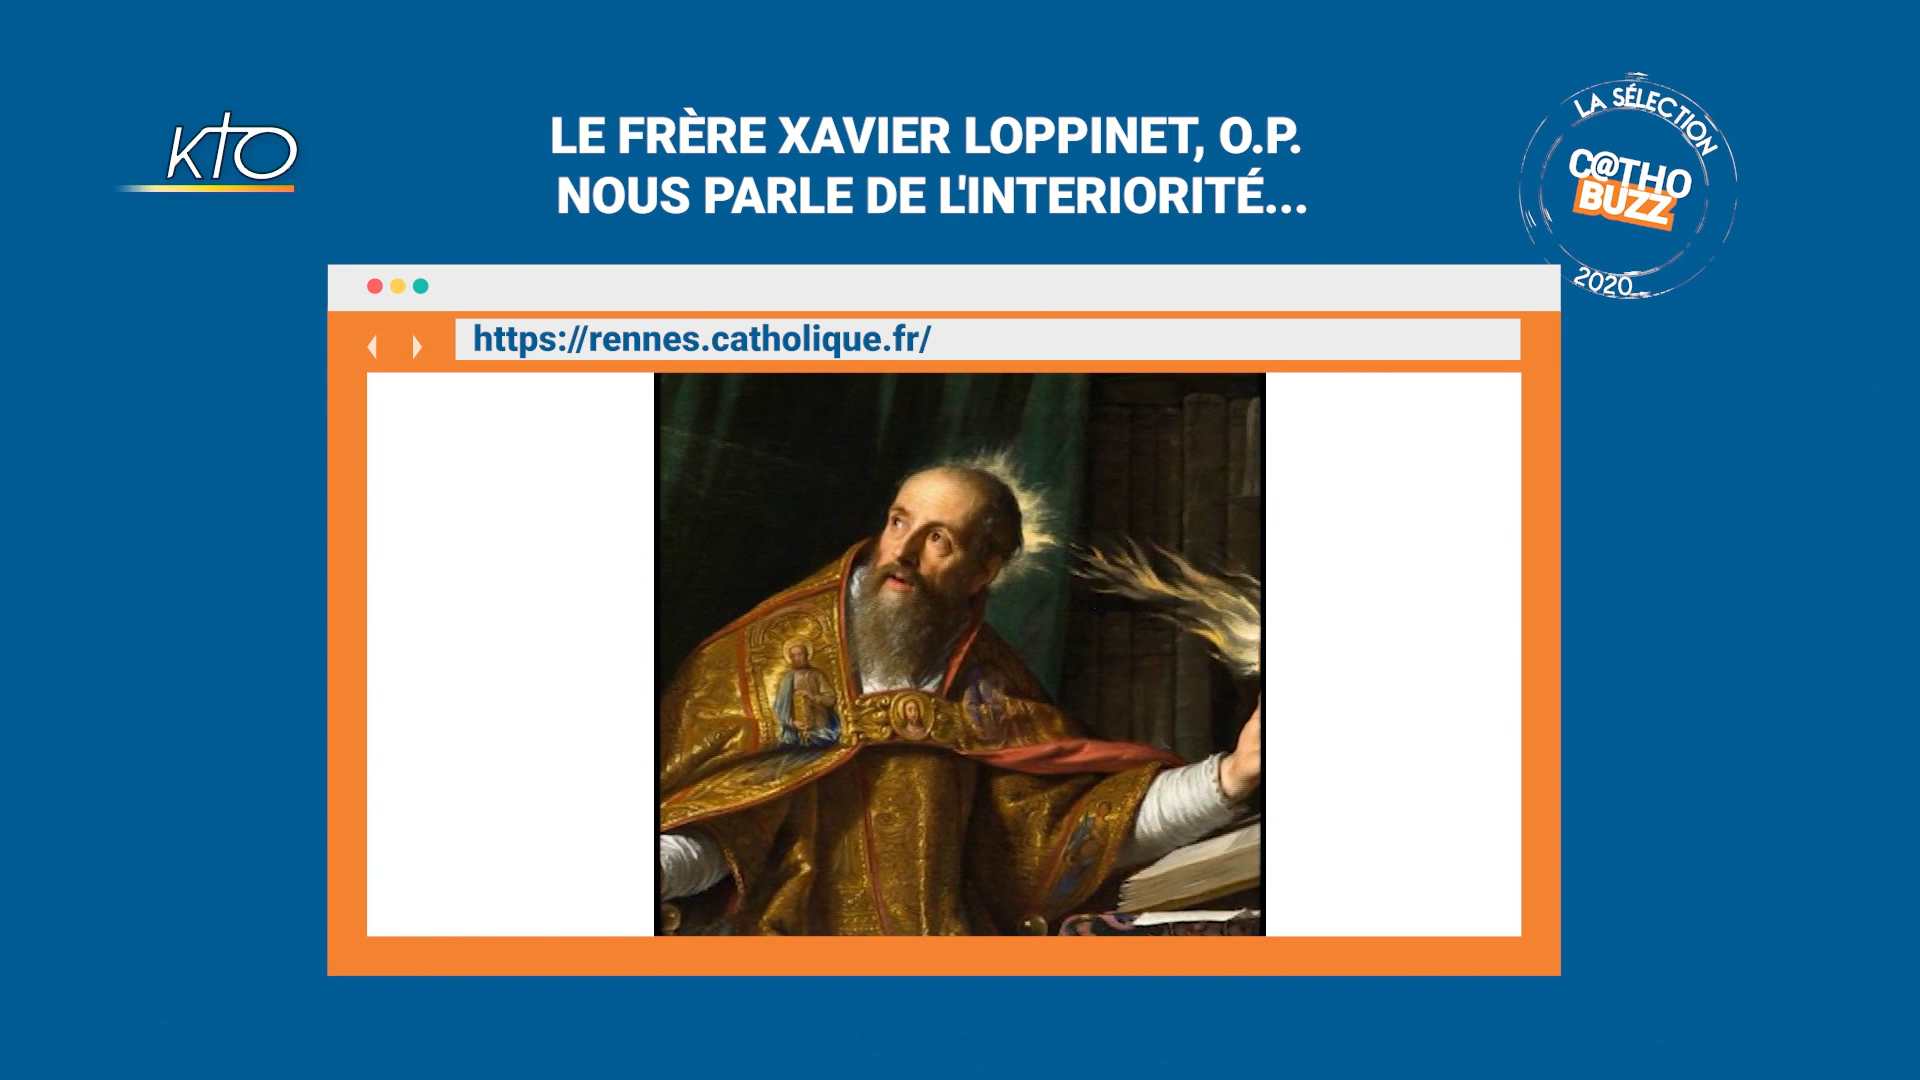 KTO
LE FRÈRE XAVIER LOPPINET, O.P.
NOUS PARLE DE L'INTERIORITÉ...
LA SÉLECTION
C@THO
BUZZ
2020
https://rennes.catholique.fr/